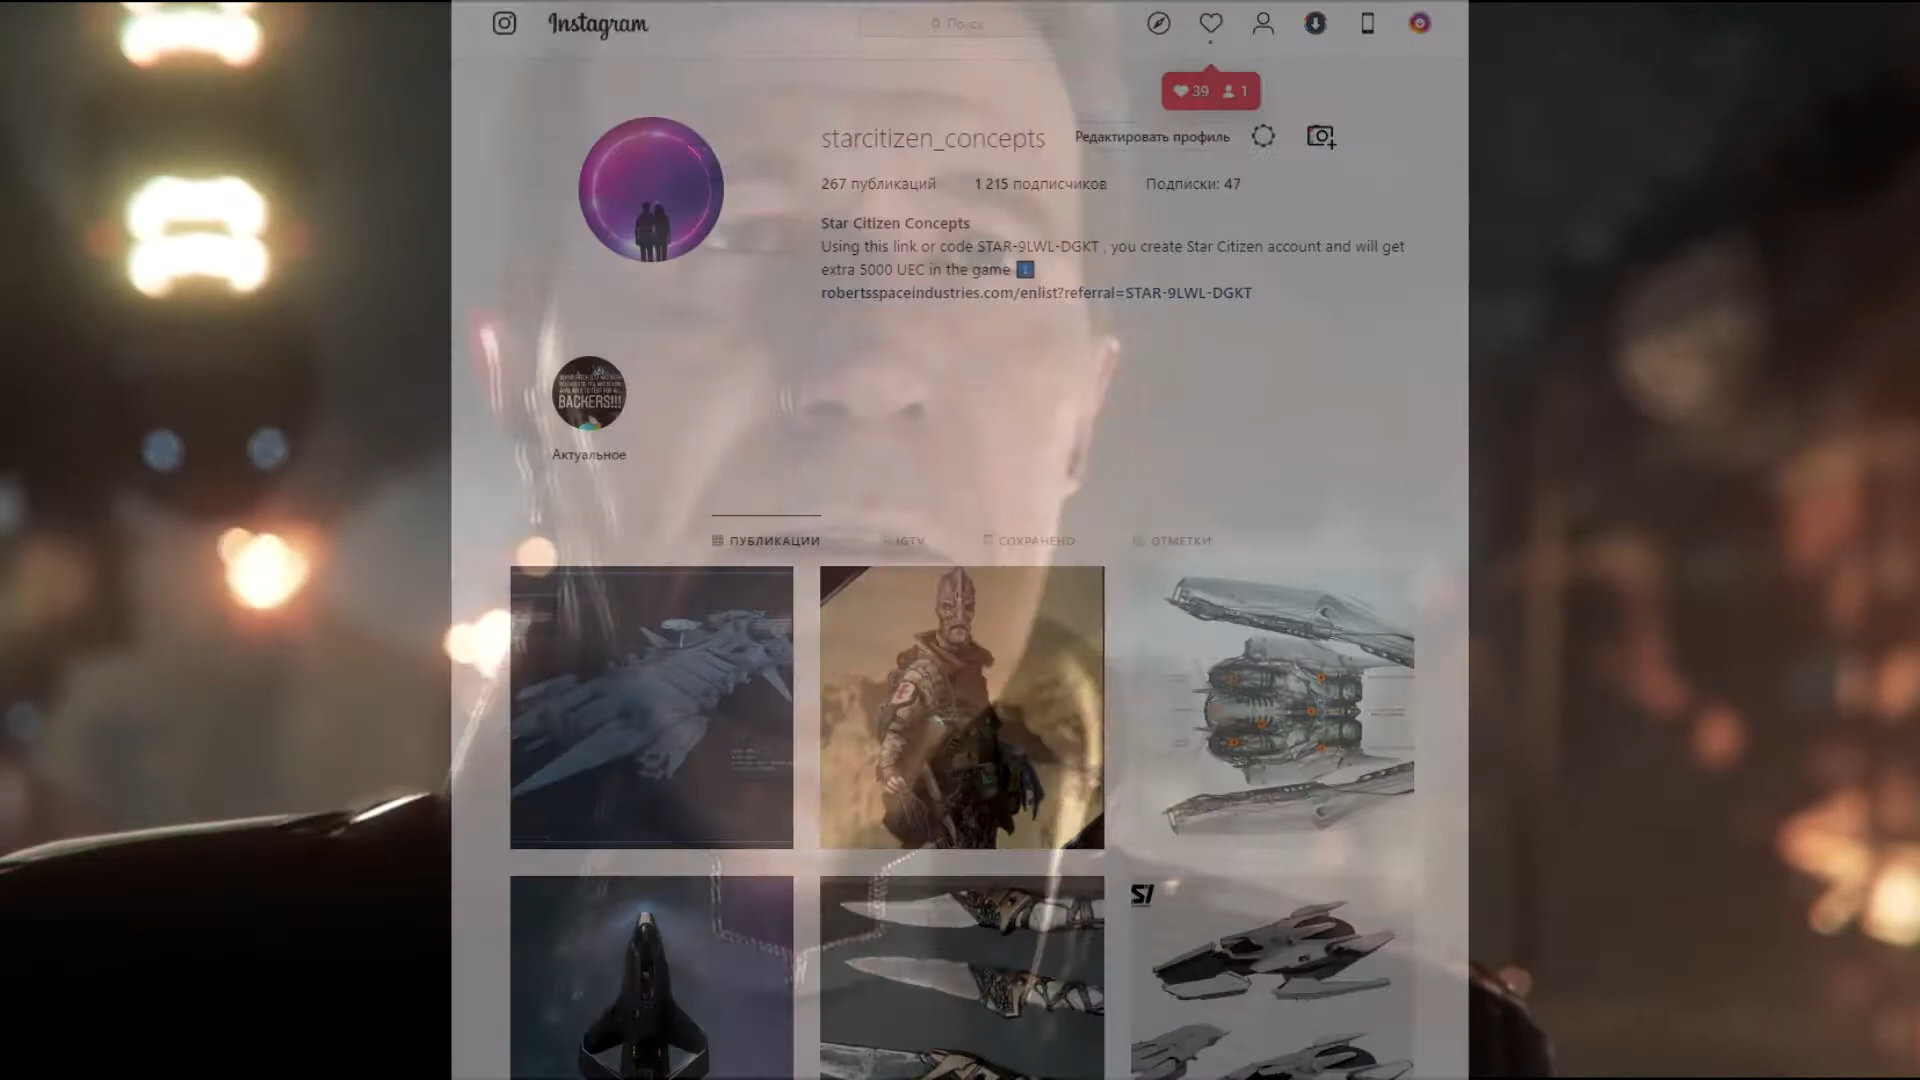 Instagram
Поиск
39 1
starcitizen_concepts Редактировать профиль
267 публикаций 1 215 подписчиков Подписки: 47
Star Citizen Concepts
Using this link or code STAR-9LWL-DGKT , you create Star Citizen account and will get
extra 5000 UEC in the game
robertsspaceindustries.com/enlist?referral=STAR-9LWL-DGKT
BACKERS!!!
Актуальное
ПУБЛИКАЦИИ IGTV СОХРАНЕНО ОТМЕТКИ